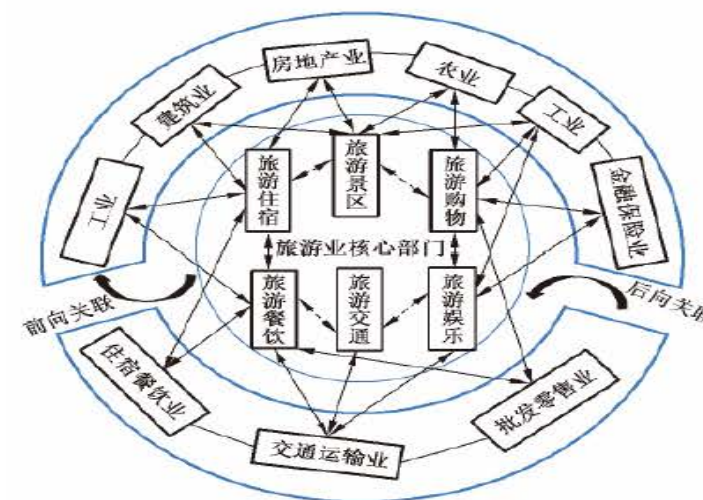 房地产业
农业
建筑业
工业
工业
金融保险业
旅游住宿
旅游景区
旅游购物
旅游业核心部门
旅游餐饮
旅游交通
旅游娱乐
前向关联
后向关联
住宿餐饮业
交通运输业
批发零售业